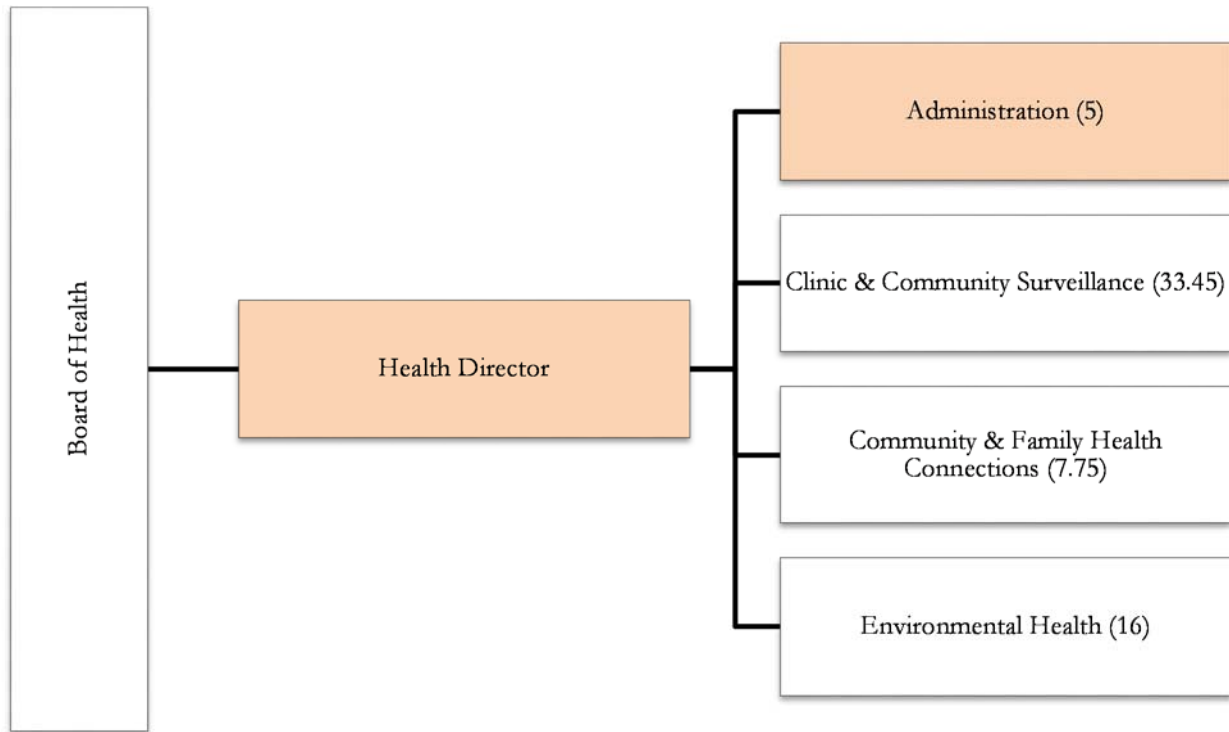 Board of Health
Health Director
Administration (5)
Clinic & Community Surveillance (33.45)
Community & Family Health
Connections (7.75)
Environmental Health (16)